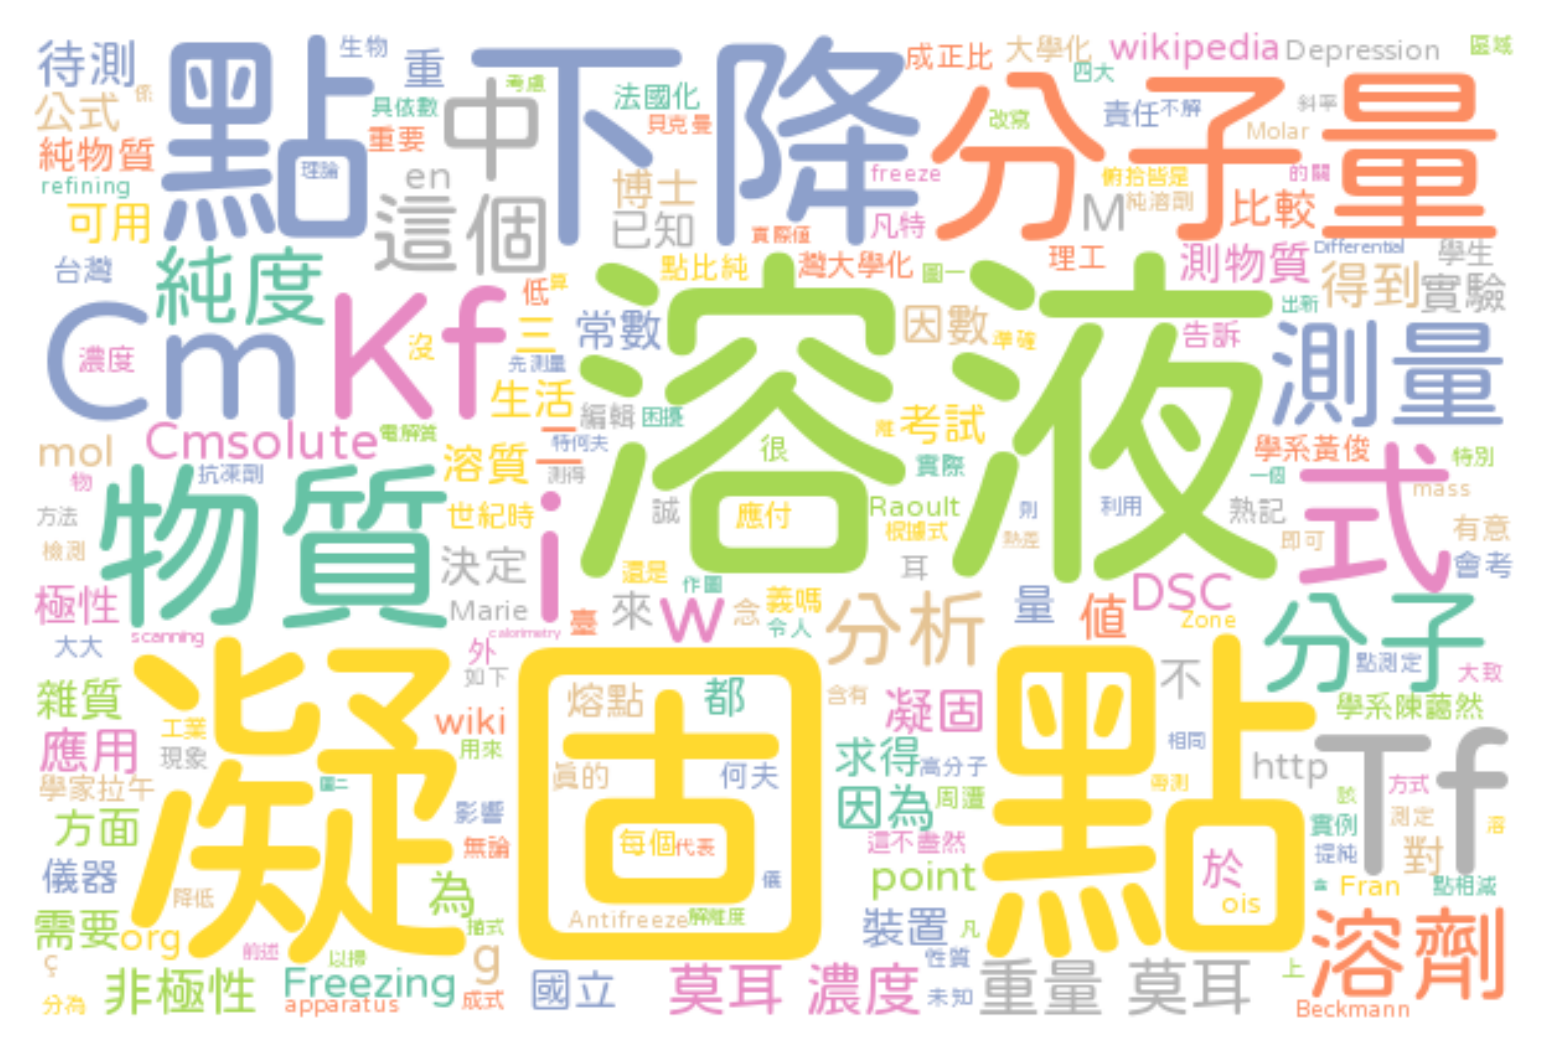 待測
點
生物
重
下降
成正比
大學化
wikipedia
Depression
區域
公式
係
具依數
中
考慮
法國化
四大
分子量
責任
不解
斜率
純物質
重要
貝克曼
改寫
Molar
refining
理論
en
博士
freeze
俯拾皆是
的關
可用
這個
已知
實際值
凡特
M
純溶劑
比較
台灣
純度
點比純
灣大學化
圖一
理工
測物質
Differential
學生
得到
實驗
Cm
Kf
低
算
三
常數
溶液
因數
準確
告訴
出新
測量
濃度
沒
先測量
生活
編輯
困擾
考試
離
mol
Cmsolute
電解質
溶質
二
特何夫
很
實際
學系黃俊
式
特別
物
抗凍劑
測得
一個
mass
方法
物質
世紀時
誠
應付
Raoult
則
利用
熟記
有意
檢測
i
根據式
熱差
即可
決定
還是
作圖
耳
會考
極性
Marie
臺
來
w
念
義嗎
令人
分析
量
值
DSC
Zone
分子
大大
scanning
calorimetry
外
如下
凝固點
熔點
都
含有
凝固
不
點測定
大致
雜質
工業
wiki
學系陳藹然
應用
現象
用來
求得
高分子
相同
http
Tf
學家拉午
圖二
真的
何夫
因為
周遭
帶測
該
方式
方面
影響
實例
測定
溶
無論
每個
代表
這不盡然
提純
對
儀器
降低
為
儀
point
於
含
Fran
點相減
需要
org
描式
Antifreeze
解離度
裝置
凡
ois
溶劑
ç
前述
以掃
g
性質
上
分為
非極性
Freezing
apparatus
成式
國立
莫耳
濃度
未知
重量
莫耳
Beckmann